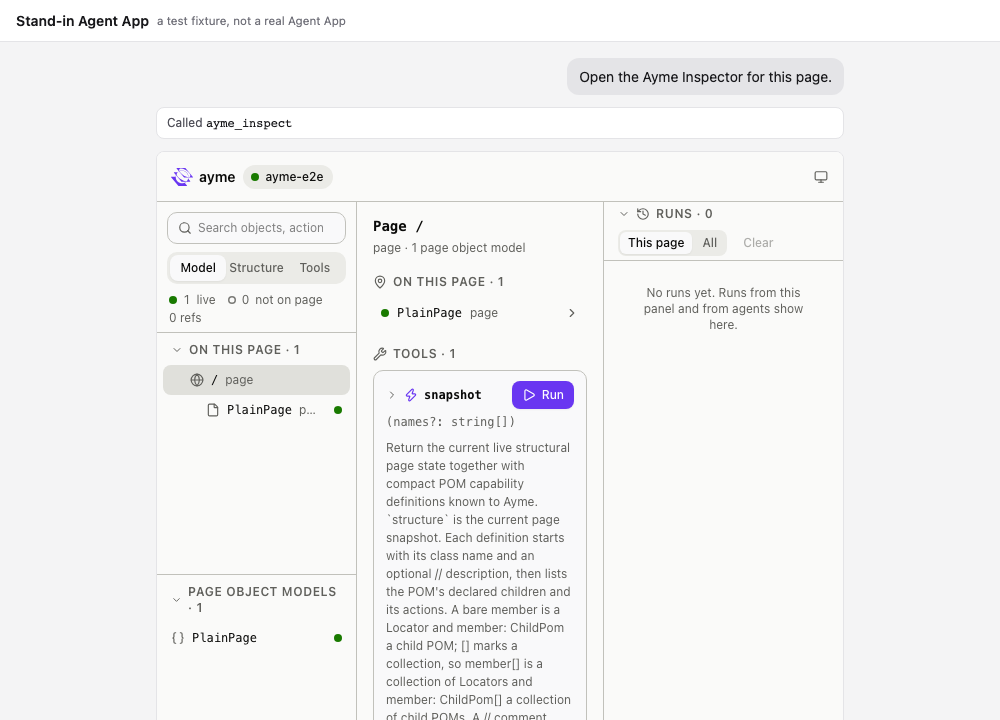 Stand-in Agent App a test fixture, not a real Agent App
Open the Ayme Inspector for this page.
Called ayme_inspect
ayme ayme-e2e
Search objects, action
Model Structure Tools
1 live 0 not on page
0 refs
ON THIS PAGE · 1
/ page
PlainPage p…
PAGE OBJECT MODELS
· 1
{} PlainPage
Page /
page · 1 page object model
ON THIS PAGE · 1
PlainPage page
TOOLS · 1
snapshot Run
(names?: string[])
Return the current live structural
page state together with
compact POM capability
definitions known to Ayme.
`structure` is the current page
snapshot. Each definition starts
with its class name and an
optional // description, then lists
the POM's declared children and
its actions. A bare member is a
Locator and member: ChildPom
a child POM; [] marks a
collection, so member[] is a
collection of Locators and
member: ChildPom[] a collection
of child POMs. A // comment
RUNS · 0
This page All Clear
No runs yet. Runs from this
panel and from agents show
here.